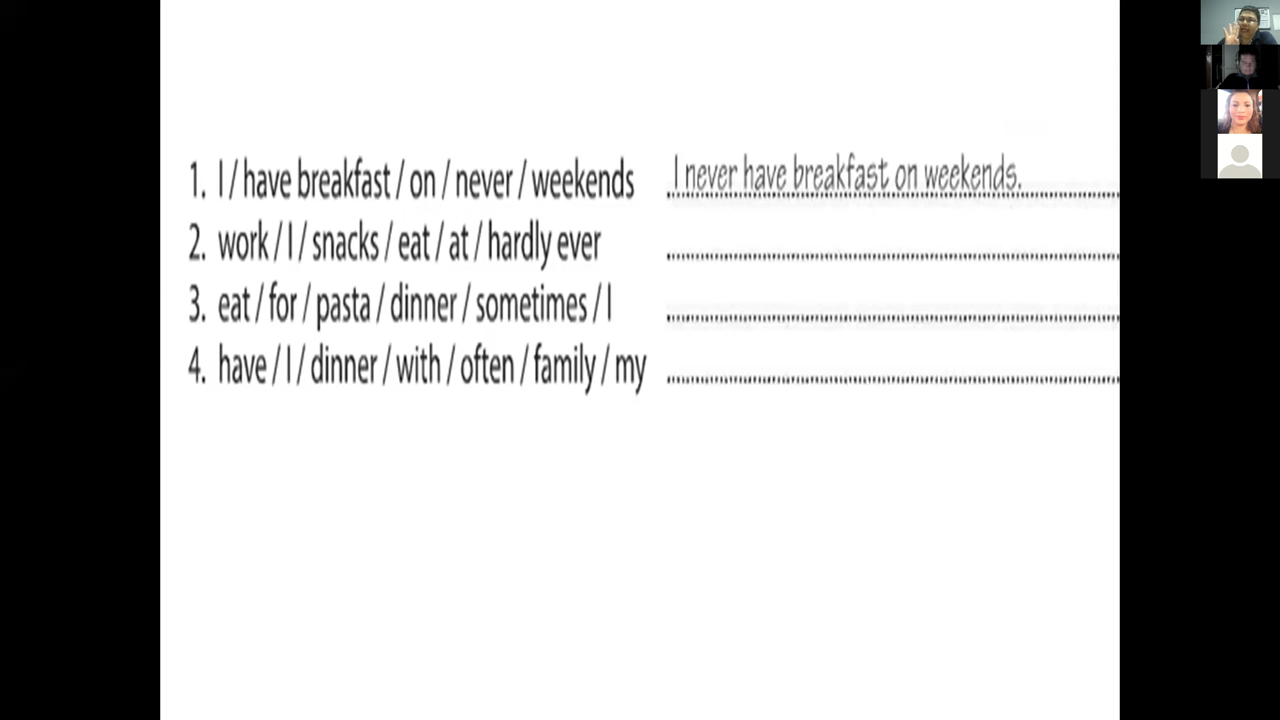 1. I / have breakfast / on / never / weekends I never have breakfast on weekends.
2. work / I / snacks / eat / at / hardly ever
3. eat / for / pasta / dinner / sometimes / I
4. have / I / dinner / with / often / family / my